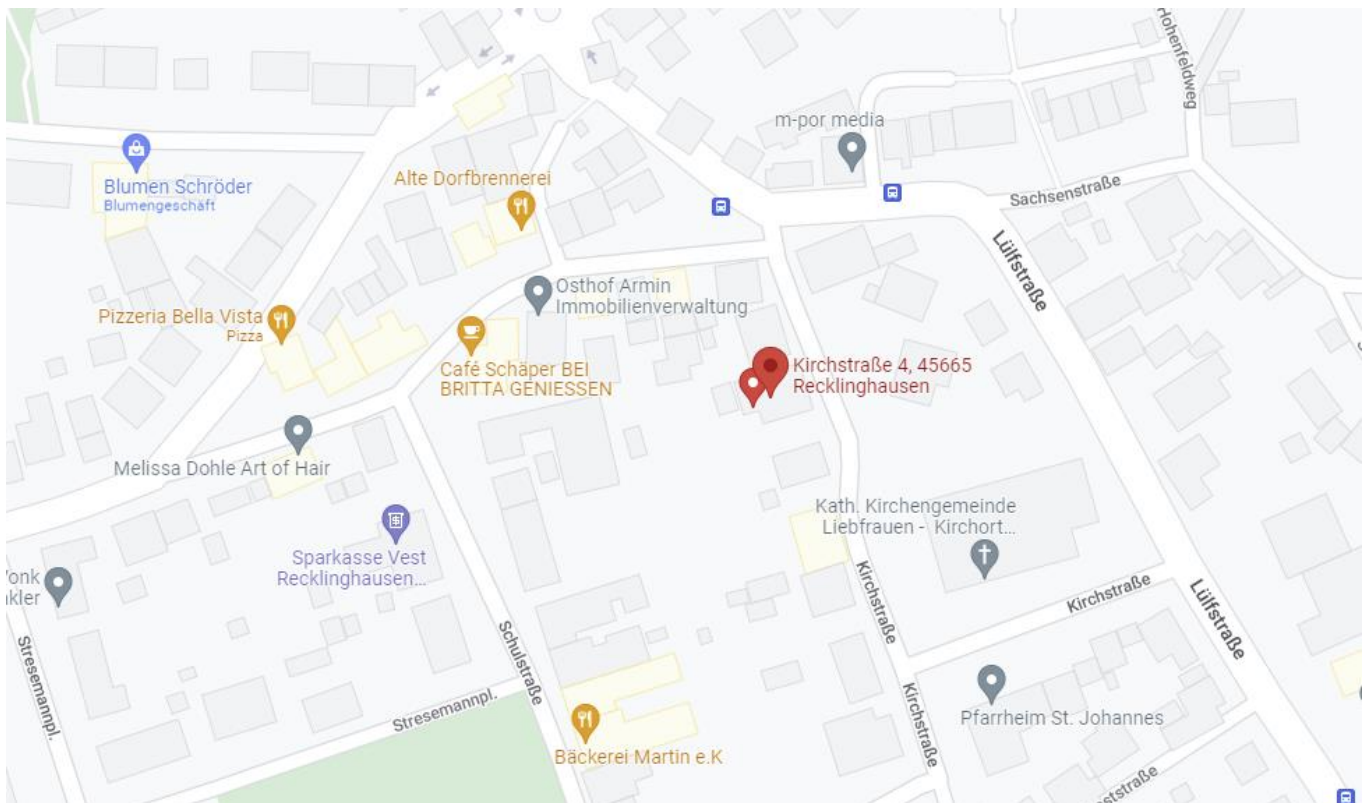 Hohenfeldweg
m-por media
Blumen Schröder
Blumengeschäft
Alte Dorfbrennerei
Sachsenstraße
Lülfstraße
Osthof Armin
Immobilienverwaltung
Pizzeria Bella Vista
Pizza
Café Schäper BEI
BRITTA GENIESSEN
Kirchstraße 4, 45665
Recklinghausen
Melissa Dohle Art of Hair
Kath. Kirchengemeinde
Liebfrauen - Kirchort...
Sparkasse Vest
Recklinghausen...
Kirchstraße
Kirchstraße
Lülfstraße
Stresemannpl.
Schulstraße
Stresemannpl.
Kirchstraße
Pfarrheim St. Johannes
Bäckerei Martin e.K